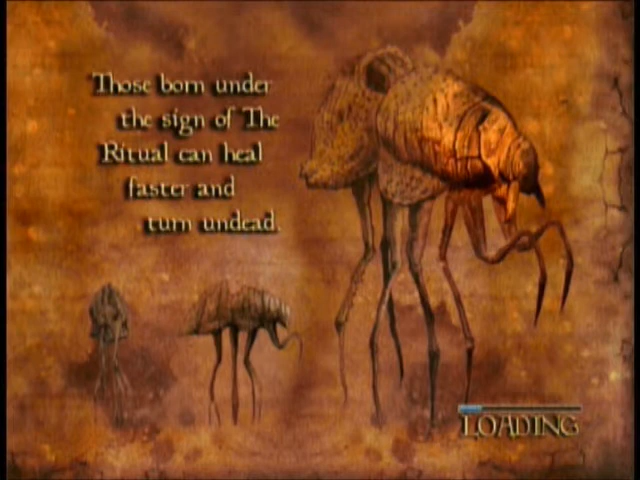 Those born under
the sign of The
Ritual can heal
faster and
turn undead.
LOADING